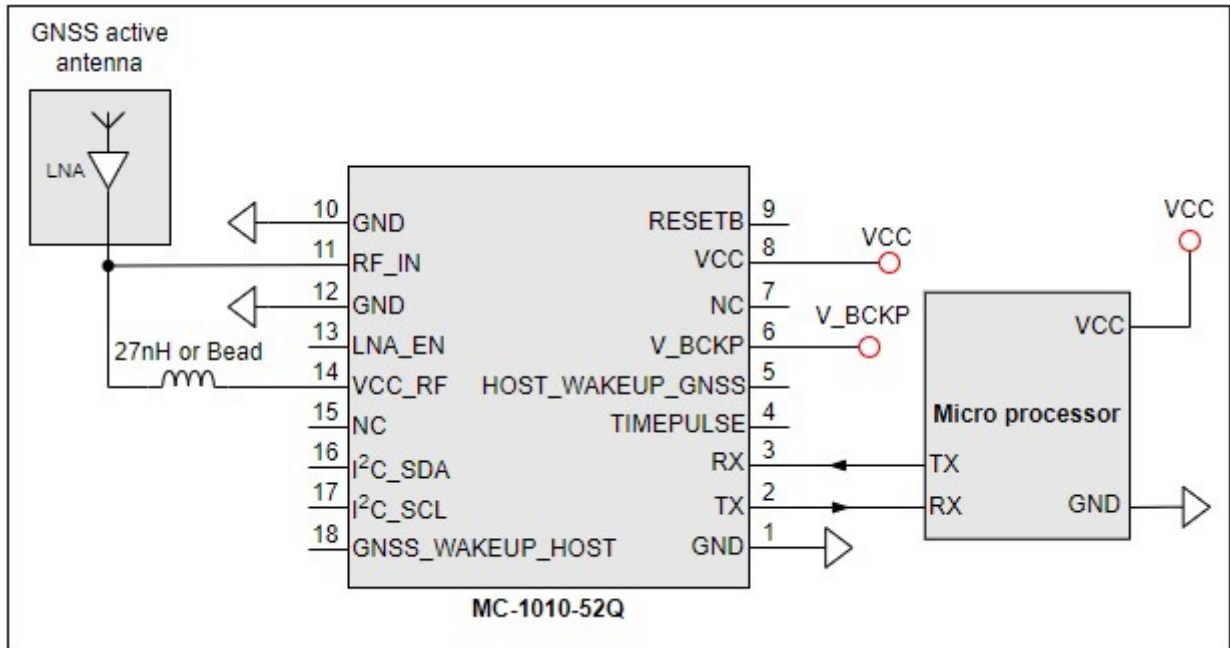 GNSS active
antenna
LNA
27nH or Bead
10 GND
11 RF_IN
12 GND
13 LNA_EN
14 VCC_RF
15 NC
16 I²C_SDA
17 I²C_SCL
18 GNSS_WAKEUP_HOST
RESETB 9
VCC 8
NC 7
V_BCKP 6
HOST_WAKEUP_GNSS 5
TIMEPULSE 4
RX 3
TX 2
GND 1
MC-1010-52Q
VCC
V_BCKP
VCC
VCC
Micro processor
TX
RX
GND